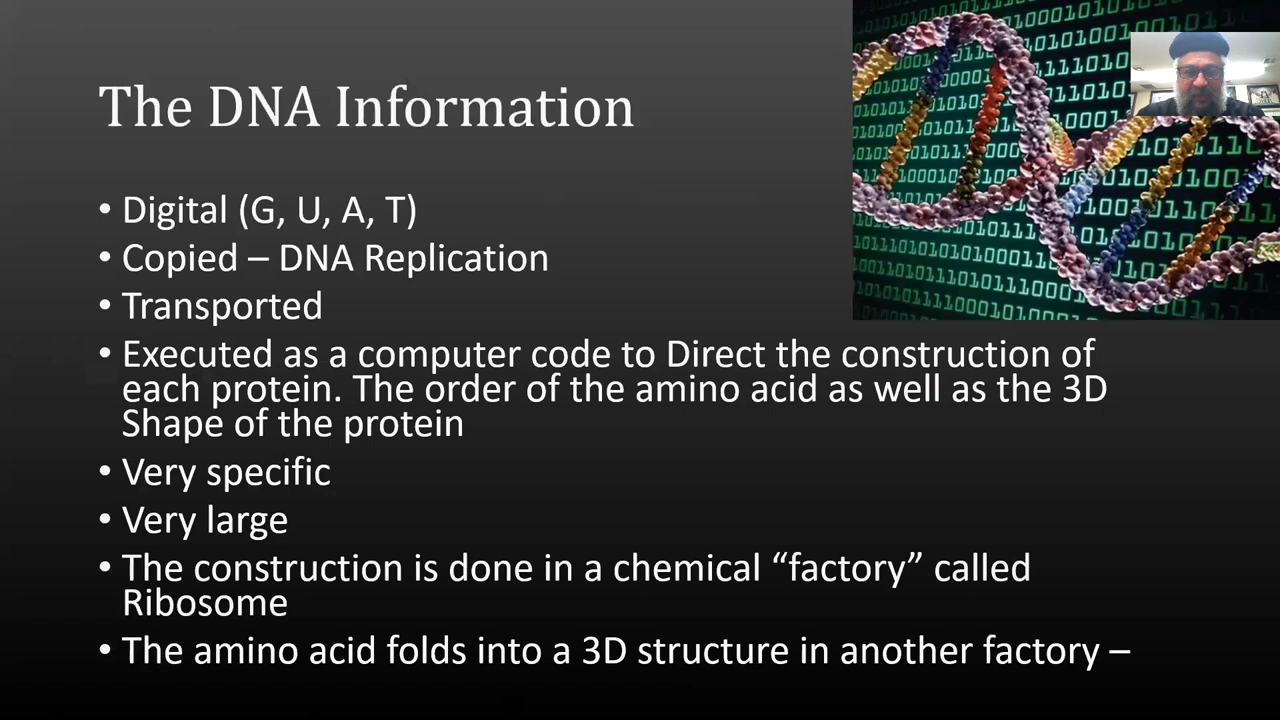 The DNA Information
• Digital (G, U, A, T)
• Copied – DNA Replication
• Transported
• Executed as a computer code to Direct the construction of
each protein. The order of the amino acid as well as the 3D
Shape of the protein
• Very specific
• Very large
• The construction is done in a chemical “factory” called
Ribosome
• The amino acid folds into a 3D structure in another factory –